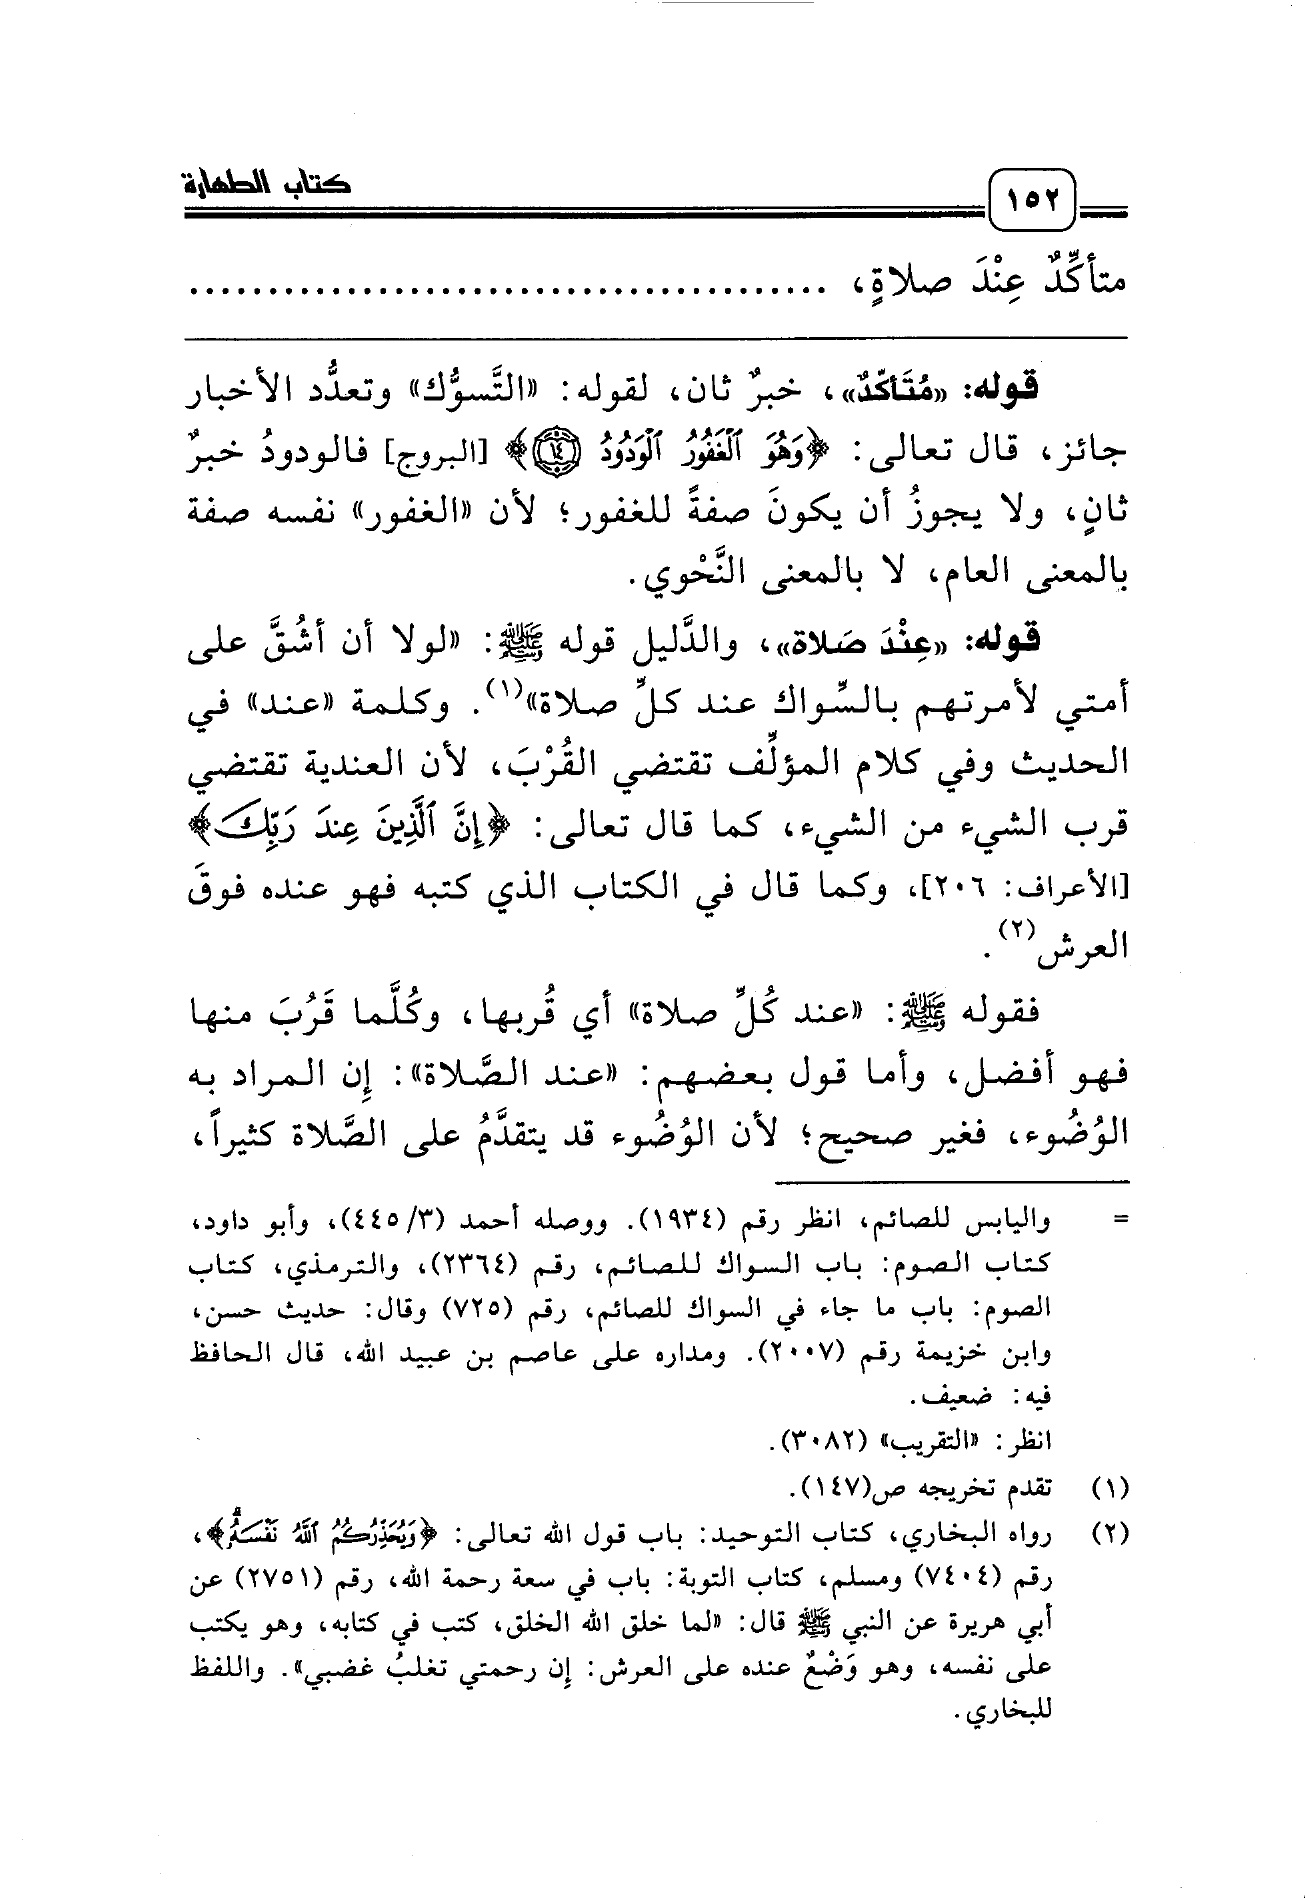 ١٥٢
كتاب الطهارة
متأكِّدٌ عِنْدَ صلاةٍ، ........................................
قوله: «مُتَأكّدٌ»، خبرٌ ثان، لقوله: «التَّسوُّك» وتعدُّد الأخبار
جائز، قال تعالى: ﴿وَهُوَ ٱلْغَفُورُ ٱلْوَدُودُ ١٤﴾ [البروج] فالودودُ خبرٌ
ثانٍ، ولا يجوزُ أن يكونَ صفةً للغفور؛ لأن «الغفور» نفسه صفة
بالمعنى العام، لا بالمعنى النَّحْوي.
قوله: «عِنْدَ صَلاة»، والدَّليل قوله ﷺ: «لولا أن أشُقَّ على
أمتي لأمرتهم بالسِّواك عند كلِّ صلاة»(١). وكلمة «عند» في
الحديث وفي كلام المؤلِّف تقتضي القُرْبَ، لأن العندية تقتضي
قرب الشيء من الشيء، كما قال تعالى: ﴿إِنَّ ٱلَّذِينَ عِندَ رَبِّكَ﴾
[الأعراف: ٢٠٦]، وكما قال في الكتاب الذي كتبه فهو عنده فوقَ
العرش(٢).
فقوله ﷺ: «عند كُلِّ صلاة» أي قُربها، وكُلَّما قَرُبَ منها
فهو أفضل، وأما قول بعضهم: «عند الصَّلاة»: إن المراد به
الوُضُوء، فغير صحيح؛ لأن الوُضُوء قد يتقدَّمُ على الصَّلاة كثيراً،
= واليابس للصائم، انظر رقم (١٩٣٤). ووصله أحمد (٤٤٥/٣)، وأبو داود،
كتاب الصوم: باب السواك للصائم، رقم (٢٣٦٤)، والترمذي، كتاب
الصوم: باب ما جاء في السواك للصائم، رقم (٧٢٥) وقال: حديث حسن،
وابن خزيمة رقم (٢٠٠٧). ومداره على عاصم بن عبيد الله، قال الحافظ
فيه: ضعيف.
انظر: «التقريب» (٣٠٨٢).
(١) تقدم تخريجه ص(١٤٧).
(٢) رواه البخاري، كتاب التوحيد: باب قول الله تعالى: ﴿وَيُحَذِّرُكُمُ ٱللَّهُ نَفْسَهُۥ﴾،
رقم (٧٤٠٤) ومسلم، كتاب التوبة: باب في سعة رحمة الله، رقم (٢٧٥١) عن
أبي هريرة عن النبي ﷺ قال: «لما خلق الله الخلق، كتب في كتابه، وهو يكتب
على نفسه، وهو وَضْعٌ عنده على العرش: إن رحمتي تغلبُ غضبي». واللفظ
للبخاري.